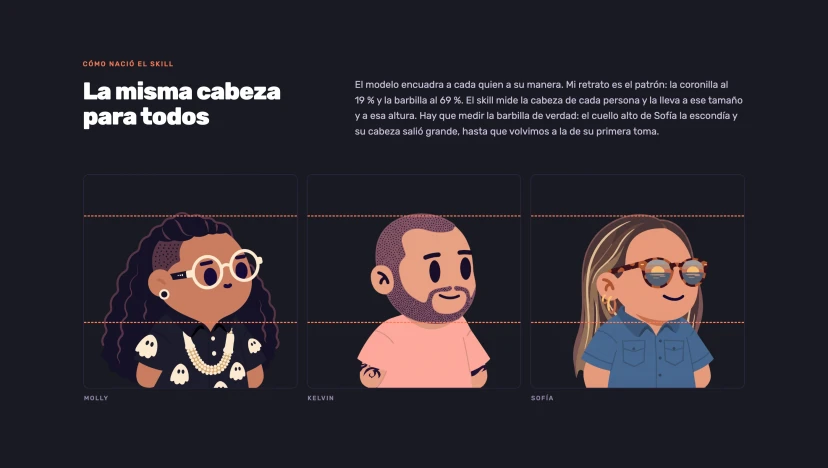 CÓMO NACIÓ EL SKILL
La misma cabeza
para todos
El modelo encuadra a cada quien a su manera. Mi retrato es el patrón: la coronilla al
19 % y la barbilla al 69 %. El skill mide la cabeza de cada persona y la lleva a ese tamaño
y a esa altura. Hay que medir la barbilla de verdad: el cuello alto de Sofía la escondía y
su cabeza salió grande, hasta que volvimos a la de su primera toma.
MOLLY
KELVIN
SOFÍA